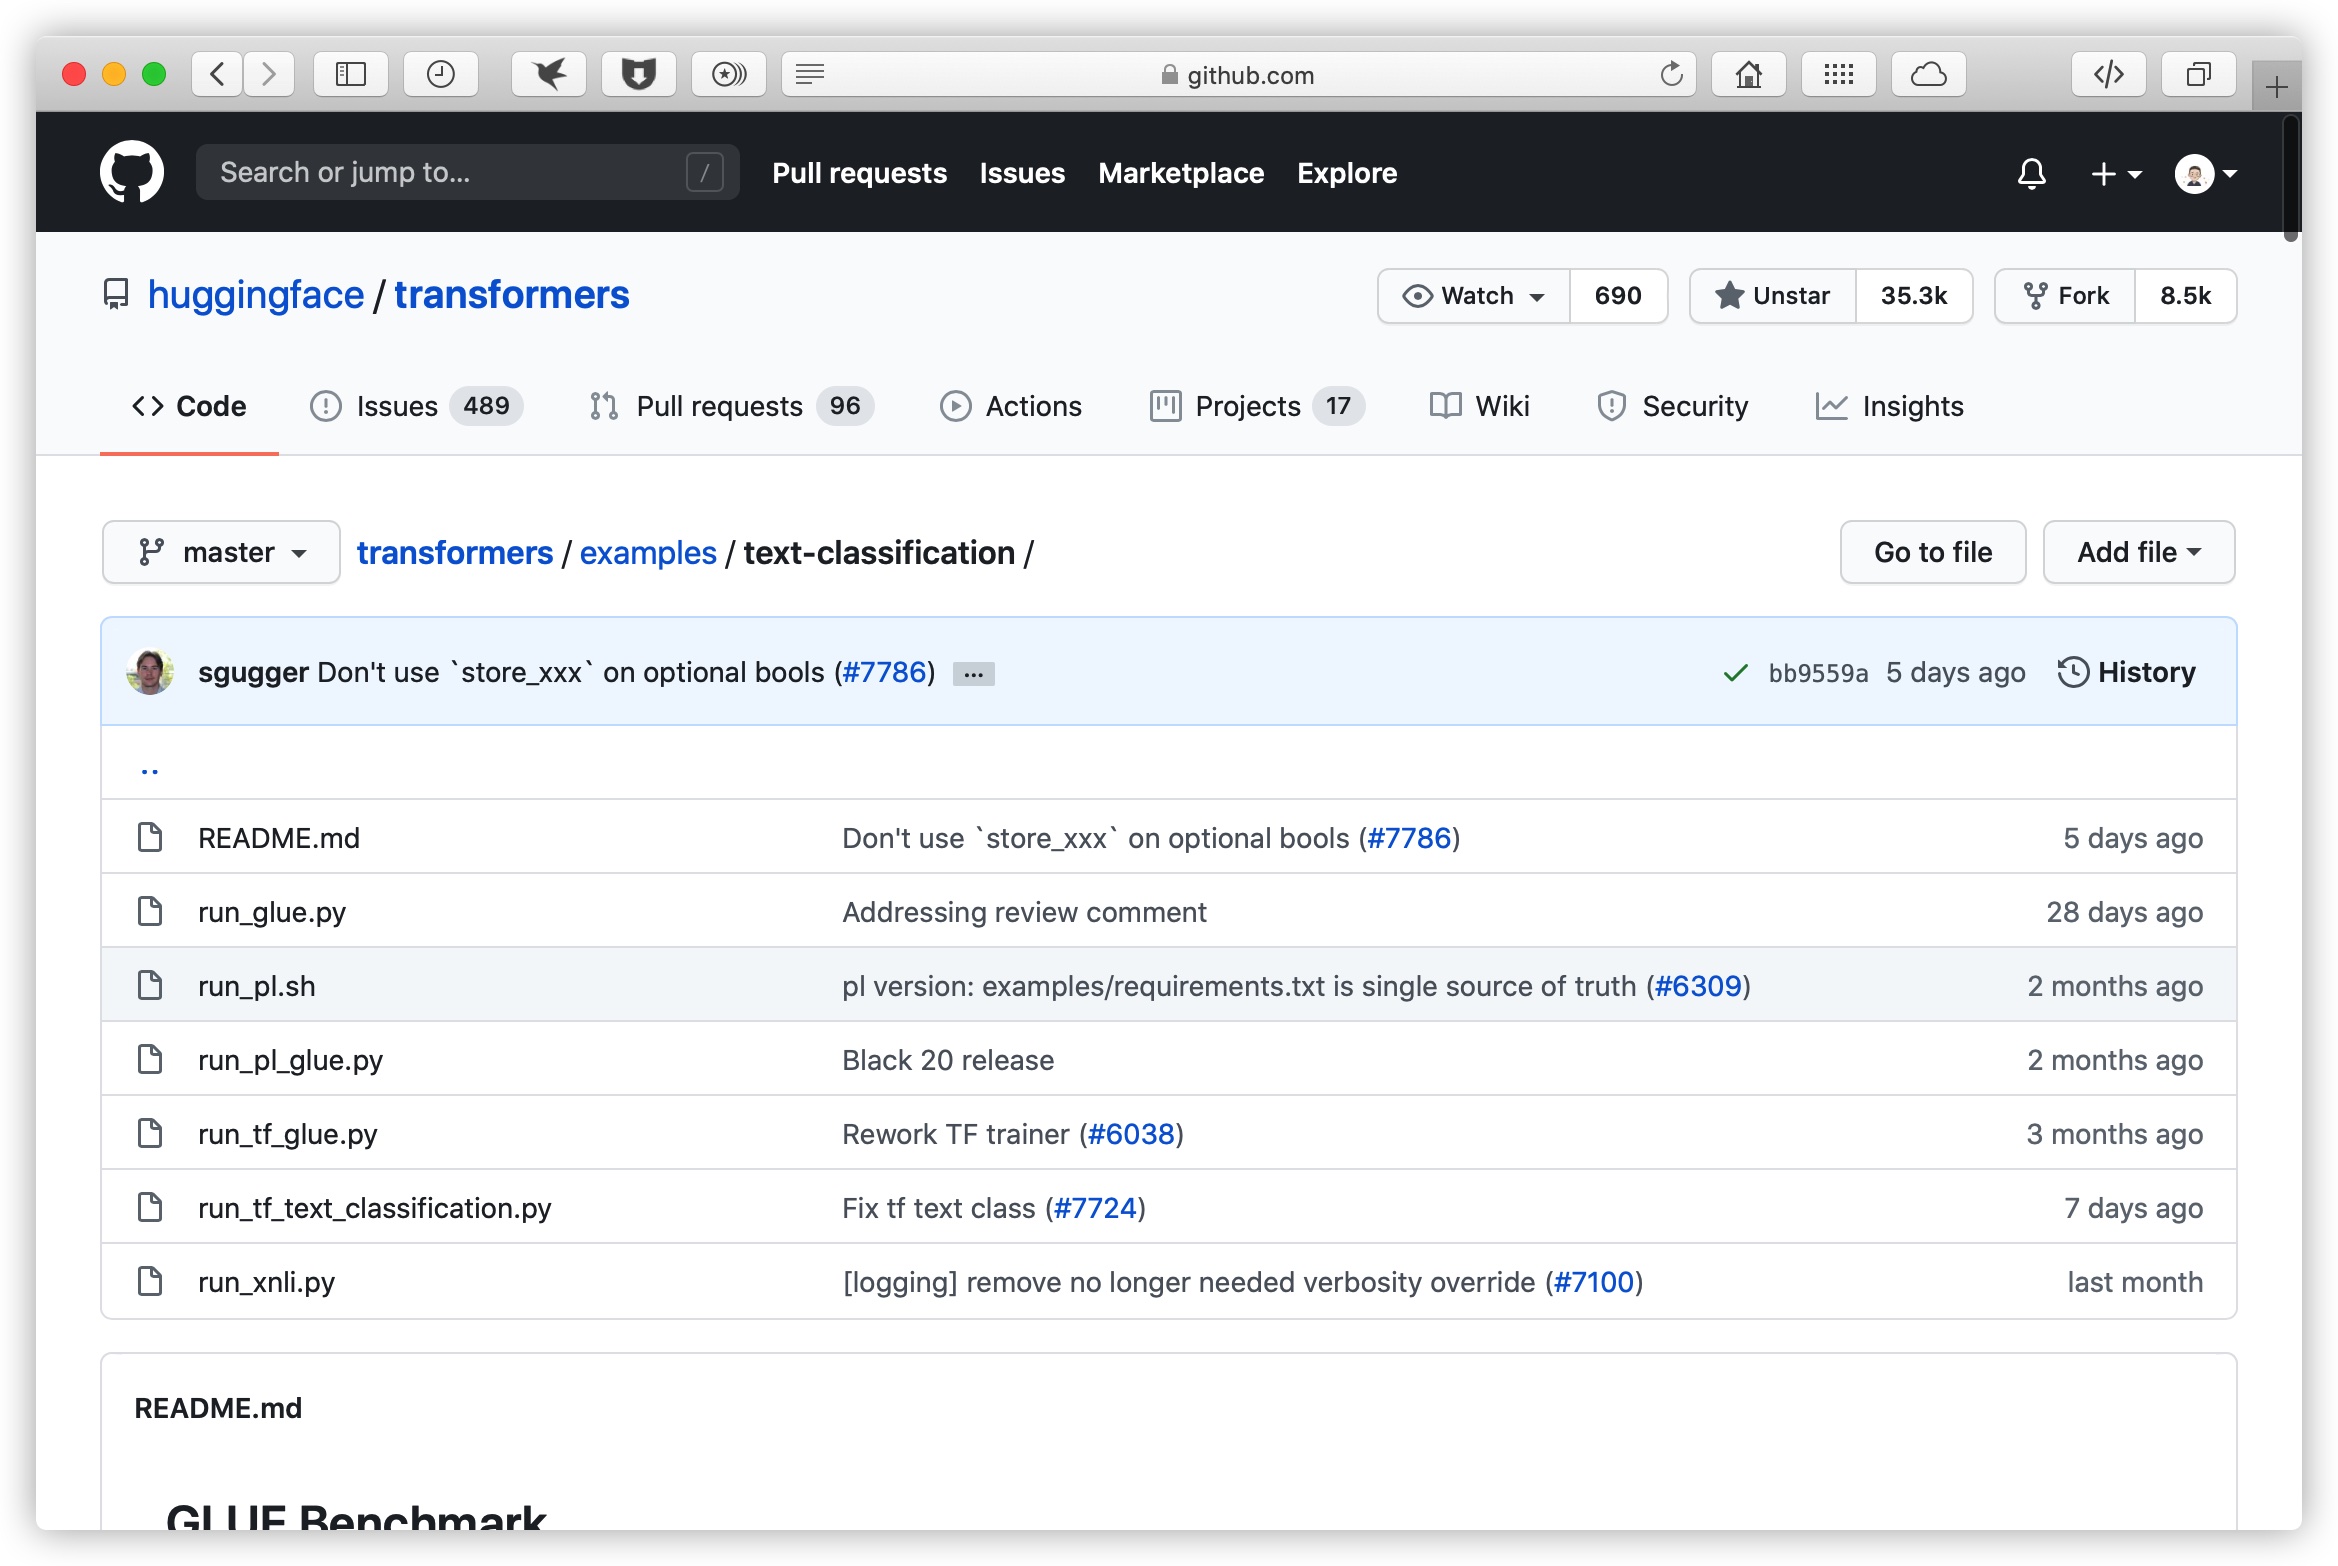 github.com
Search or jump to... / Pull requests Issues Marketplace Explore
huggingface / transformers Watch 690 Unstar 35.3k Fork 8.5k
Code Issues 489 Pull requests 96 Actions Projects 17 Wiki Security Insights
master transformers / examples / text-classification / Go to file Add file
sgugger Don't use `store_xxx` on optional bools (#7786) ... bb9559a 5 days ago History
..
README.md Don't use `store_xxx` on optional bools (#7786) 5 days ago
run_glue.py Addressing review comment 28 days ago
run_pl.sh pl version: examples/requirements.txt is single source of truth (#6309) 2 months ago
run_pl_glue.py Black 20 release 2 months ago
run_tf_glue.py Rework TF trainer (#6038) 3 months ago
run_tf_text_classification.py Fix tf text class (#7724) 7 days ago
run_xnli.py [logging] remove no longer needed verbosity override (#7100) last month
README.md
GLUE Benchmark